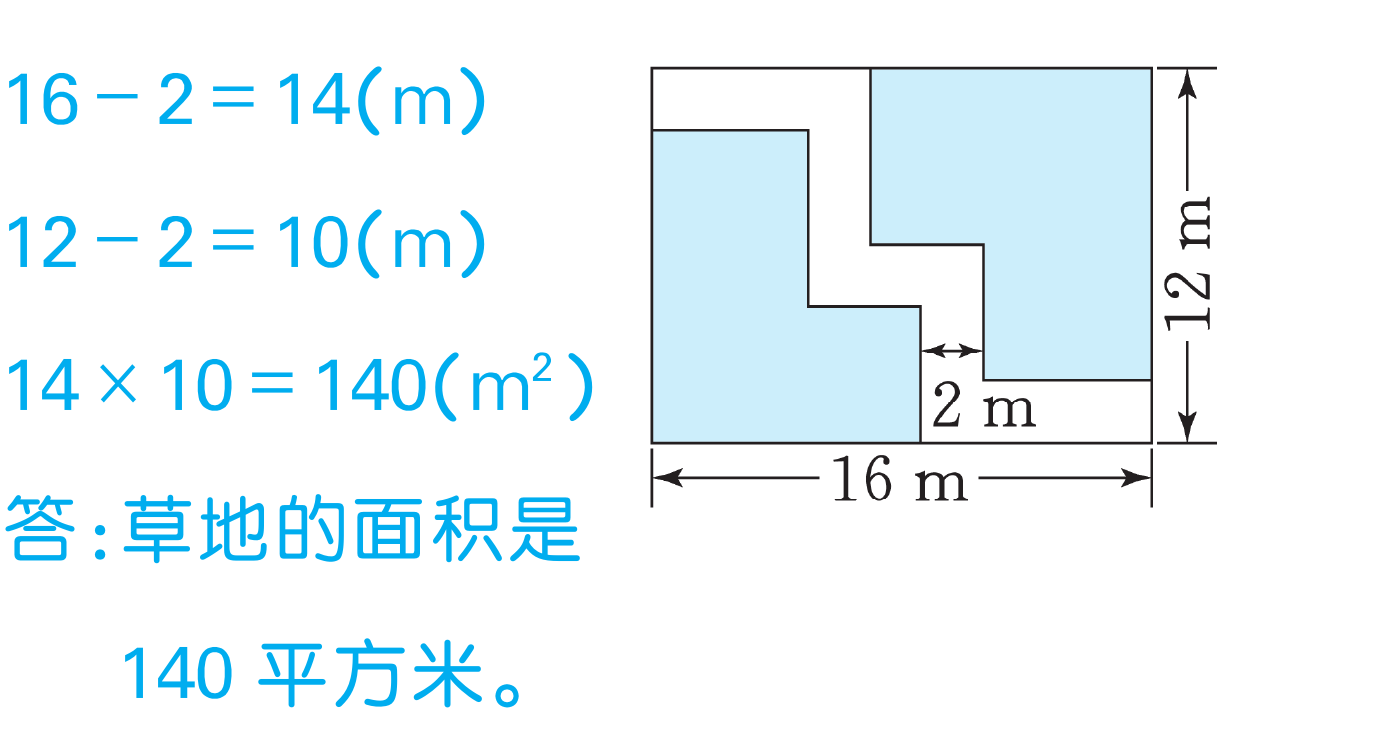 16 − 2 = 14(m)
12 − 2 = 10(m)
14 × 10 = 140(m²)
答:草地的面积是
140 平方米。
2 m
16 m
12 m